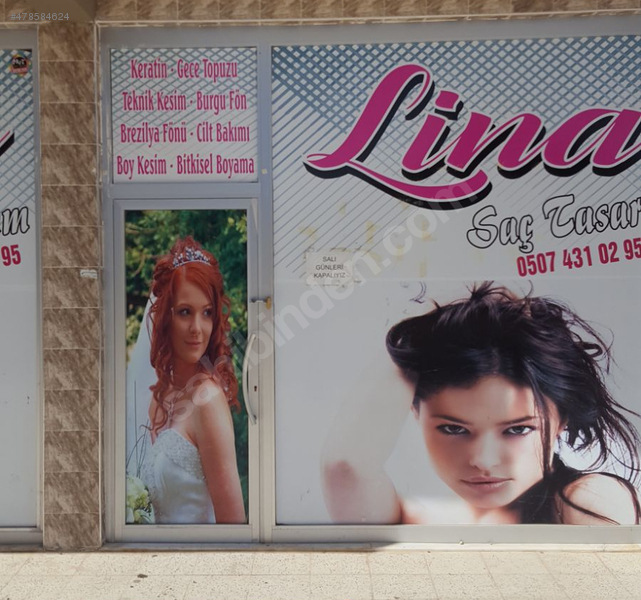 #478584624
Keratin - Gece Topuzu
Teknik Kesim - Burgu Fön
Brezilya Fönü - Cilt Bakımı
Boy Kesim - Bitkisel Boyama
Lina
Saç Tasar
0507 431 02 95
SALI
GÜNLERİ
KAPALIYIZ
95
sahibinden.com